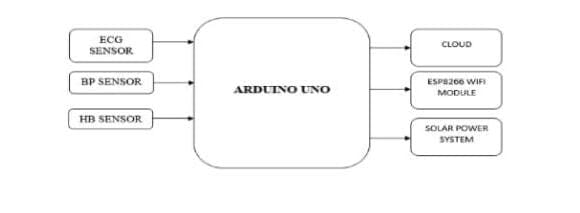 ECG
SENSOR
BP SENSOR
HB SENSOR
ARDUINO UNO
CLOUD
ESP8266 WIFI
MODULE
SOLAR POWER
SYSTEM